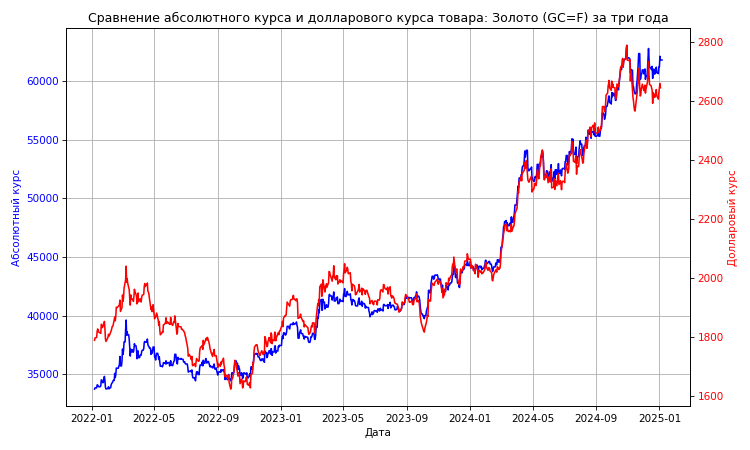 Сравнение абсолютного курса и долларового курса товара: Золото (GC=F) за три года
Абсолютный курс
60000
55000
50000
45000
40000
35000
2800
2600
2400
2200
2000
1800
1600
Долларовый курс
2022-01 2022-05 2022-09 2023-01 2023-05 2023-09 2024-01 2024-05 2024-09 2025-01
Дата